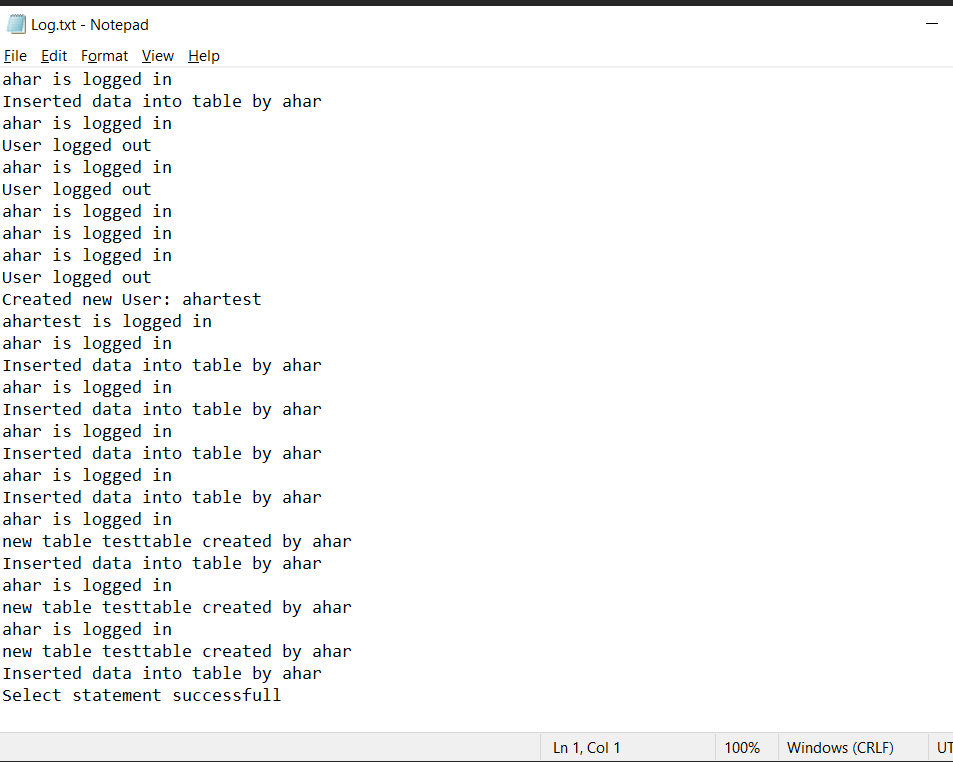 Log.txt - Notepad
File Edit Format View Help
ahar is logged in
Inserted data into table by ahar
ahar is logged in
User logged out
ahar is logged in
User logged out
ahar is logged in
ahar is logged in
ahar is logged in
User logged out
Created new User: ahartest
ahartest is logged in
ahar is logged in
Inserted data into table by ahar
ahar is logged in
Inserted data into table by ahar
ahar is logged in
Inserted data into table by ahar
ahar is logged in
Inserted data into table by ahar
ahar is logged in
new table testtable created by ahar
Inserted data into table by ahar
ahar is logged in
new table testtable created by ahar
ahar is logged in
new table testtable created by ahar
Inserted data into table by ahar
Select statement successfull
Ln 1, Col 1 100% Windows (CRLF) UT